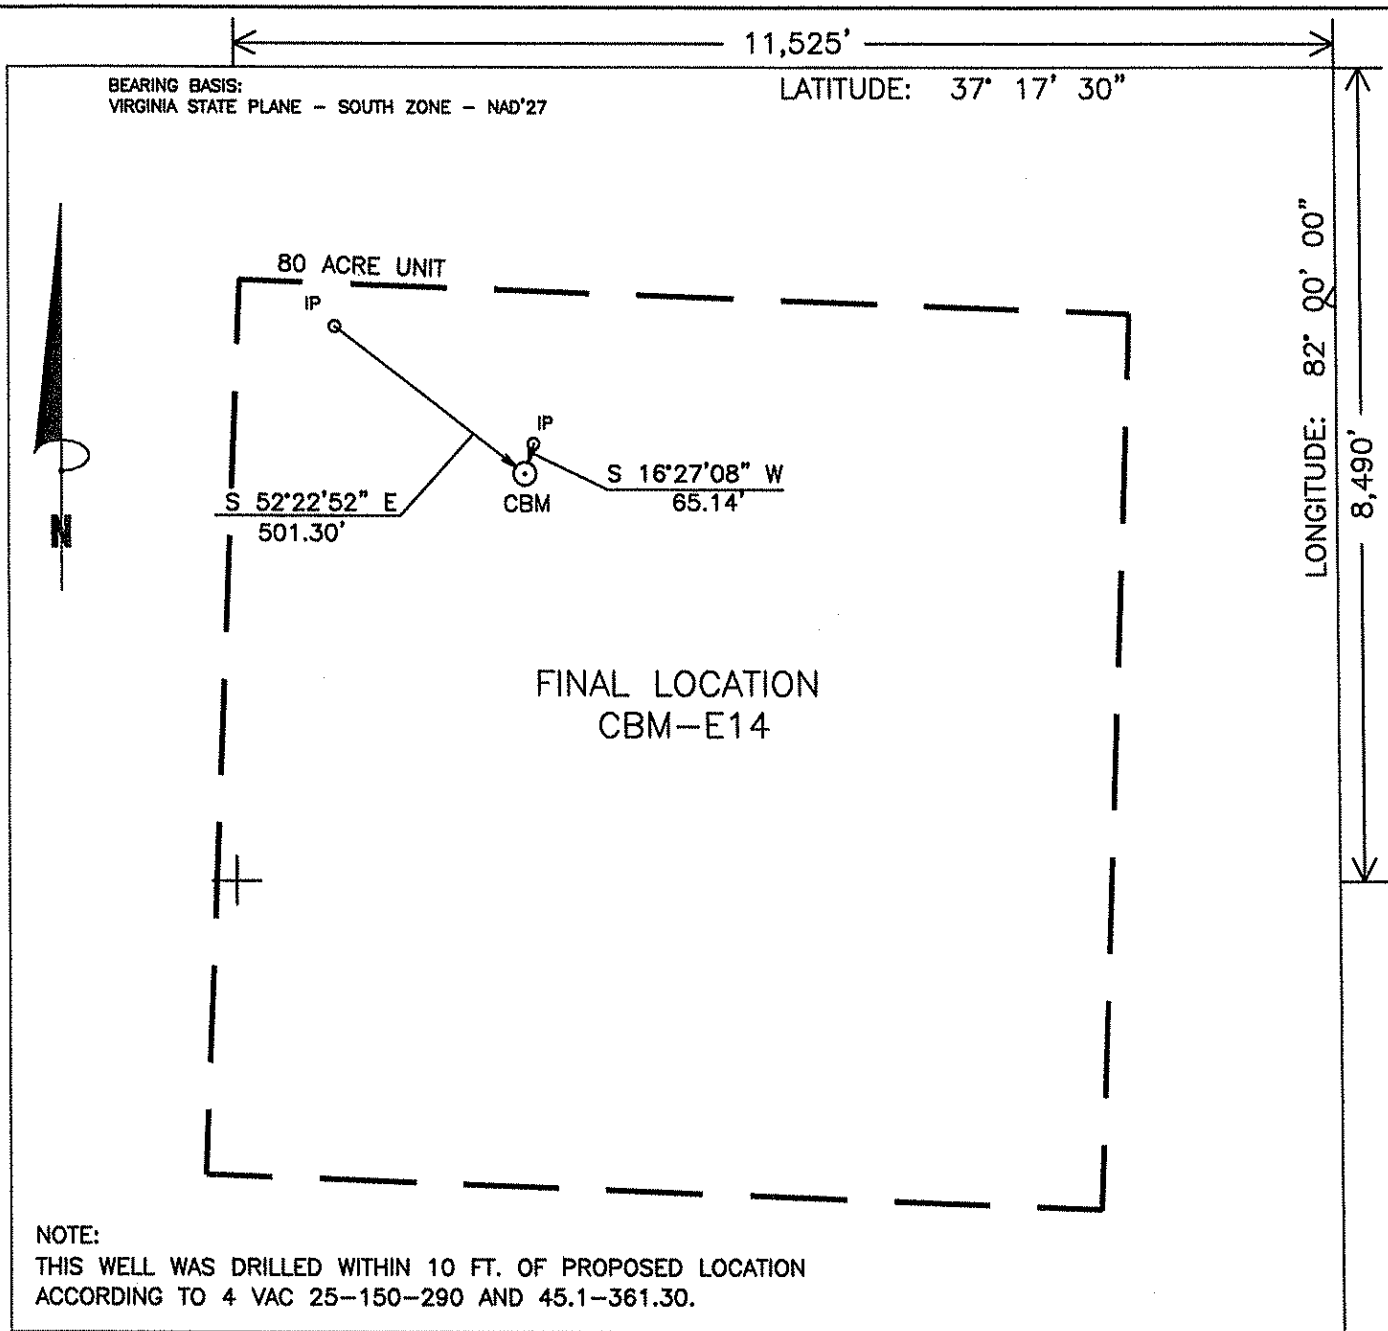 11,525'
BEARING BASIS:
VIRGINIA STATE PLANE - SOUTH ZONE - NAD'27
LATITUDE: 37° 17' 30"
LONGITUDE: 82° 00' 00"
8,490'
80 ACRE UNIT
IP
IP
CBM
S 16°27'08" W
65.14'
S 52°22'52" E
501.30'
N
FINAL LOCATION
CBM-E14
NOTE:
THIS WELL WAS DRILLED WITHIN 10 FT. OF PROPOSED LOCATION
ACCORDING TO 4 VAC 25-150-290 AND 45.1-361.30.